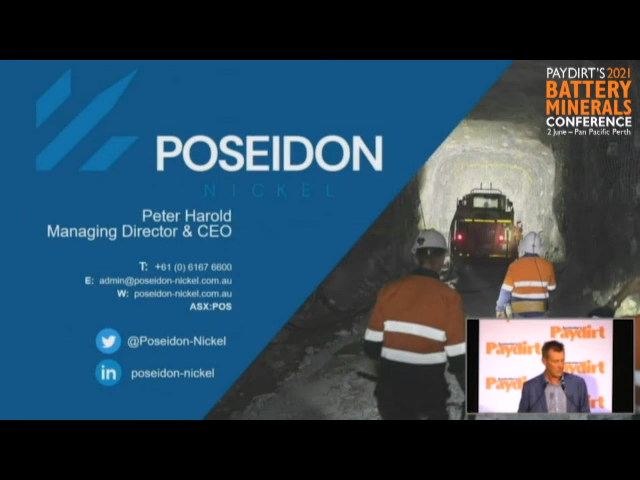 PAYDIRT'S 2021
BATTERY
MINERALS
CONFERENCE
2 June – Pan Pacific Perth
POSEIDON
NICKEL
Peter Harold
Managing Director & CEO
T: +61 (0) 6167 6600
E: admin@poseidon-nickel.com.au
W: poseidon-nickel.com.au
ASX:POS
@Poseidon-Nickel
in poseidon-nickel
Paydirt
Paydirt
Paydirt